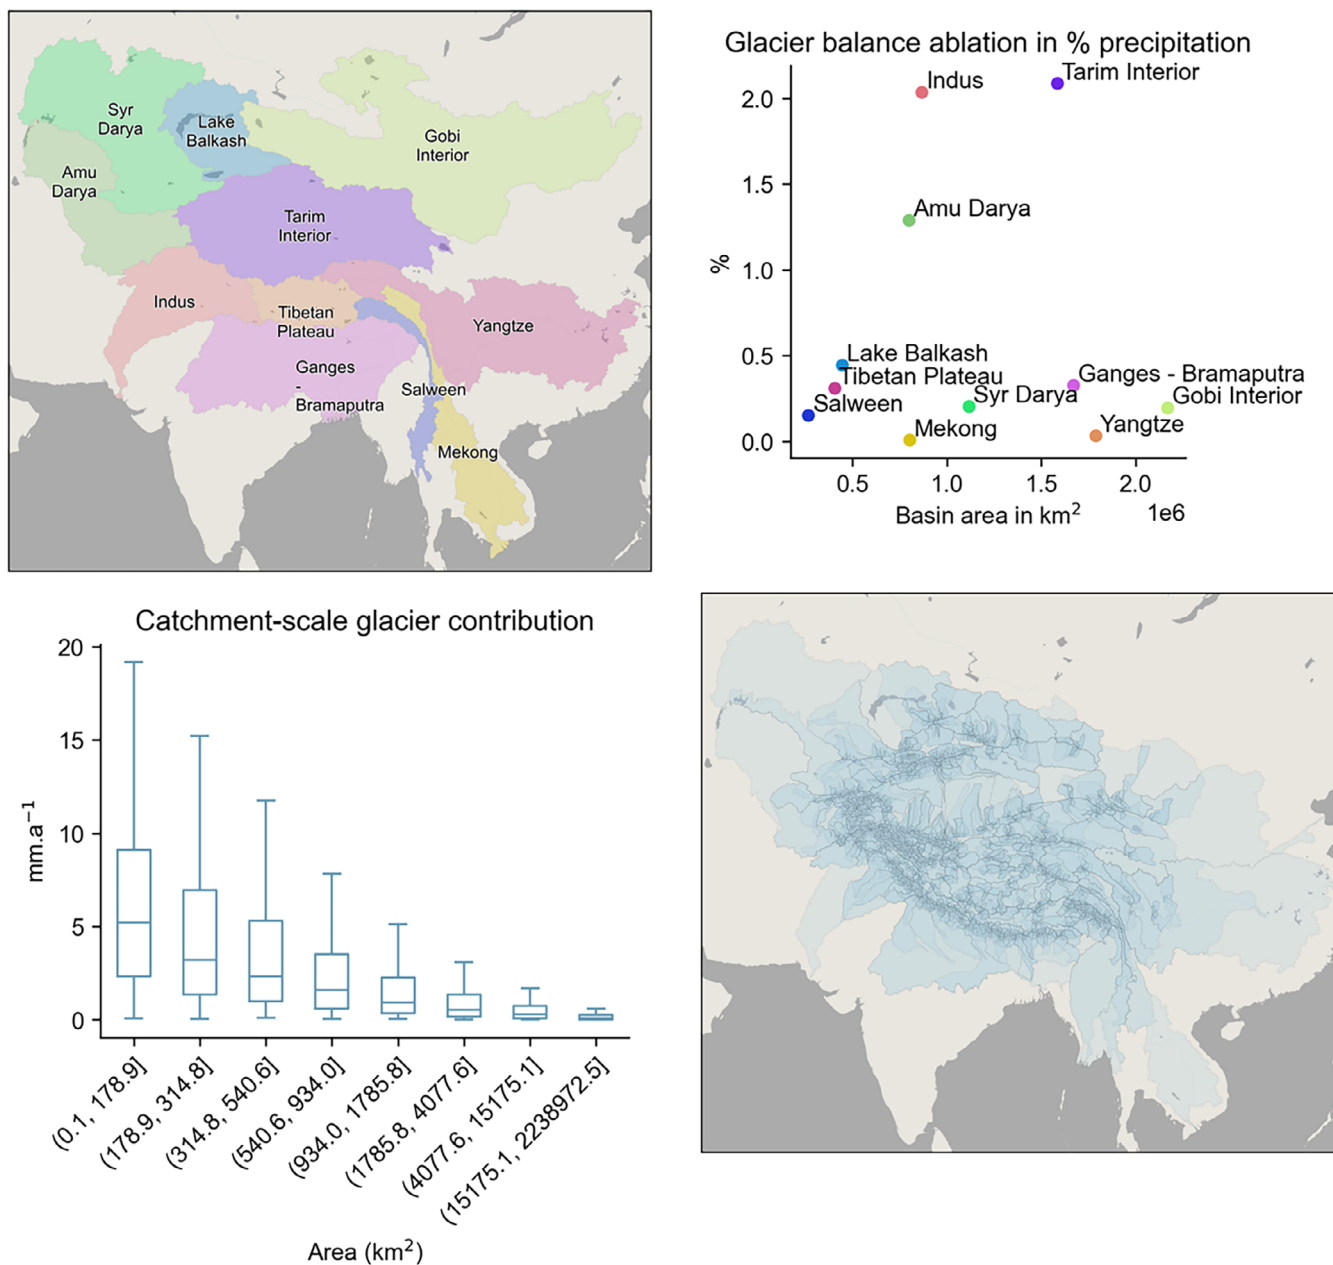 Syr
Darya
Lake
Balkash
Gobi
Interior
Amu
Darya
Tarim
Interior
Indus
Tibetan
Plateau
Yangtze
Ganges
-
Bramaputra
Salween
Mekong
Glacier balance ablation in % precipitation
2.0
1.5
1.0
0.5
0.0
%
Indus
Tarim Interior
Amu Darya
Lake Balkash
Tibetan Plateau
Ganges - Bramaputra
Salween
Syr Darya
Gobi Interior
Mekong
Yangtze
0.5 1.0 1.5 2.0
Basin area in km²
1e6
Catchment-scale glacier contribution
20
15
10
5
0
mm.a⁻¹
(0.1, 178.9]
(178.9, 314.8]
(314.8, 540.6]
(540.6, 934.0]
(934.0, 1785.8]
(1785.8, 4077.6]
(4077.6, 15175.1]
(15175.1, 2238972.5]
Area (km²)